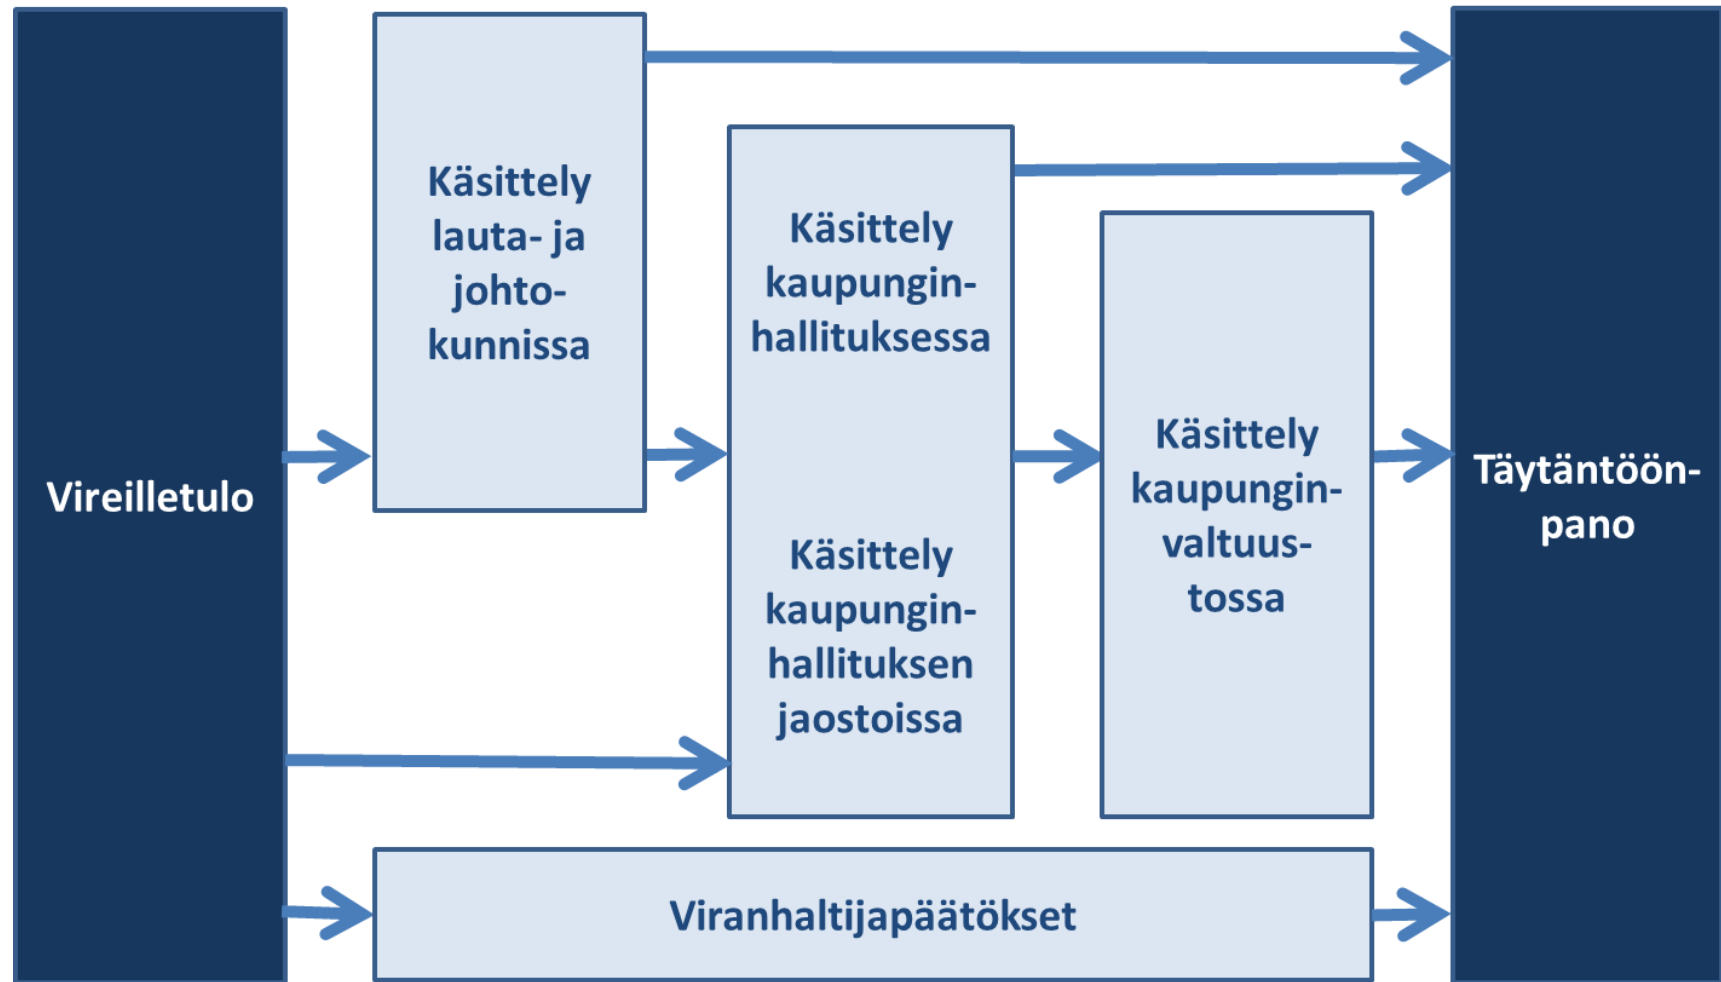 Vireilletulo
Käsittely
lauta- ja
johto-
kunnissa
Käsittely
kaupungin-
hallituksessa
Käsittely
kaupungin-
hallituksen
jaostoissa
Käsittely
kaupungin-
valtuus-
tossa
Viranhaltijapäätökset
Täytäntöön-
pano